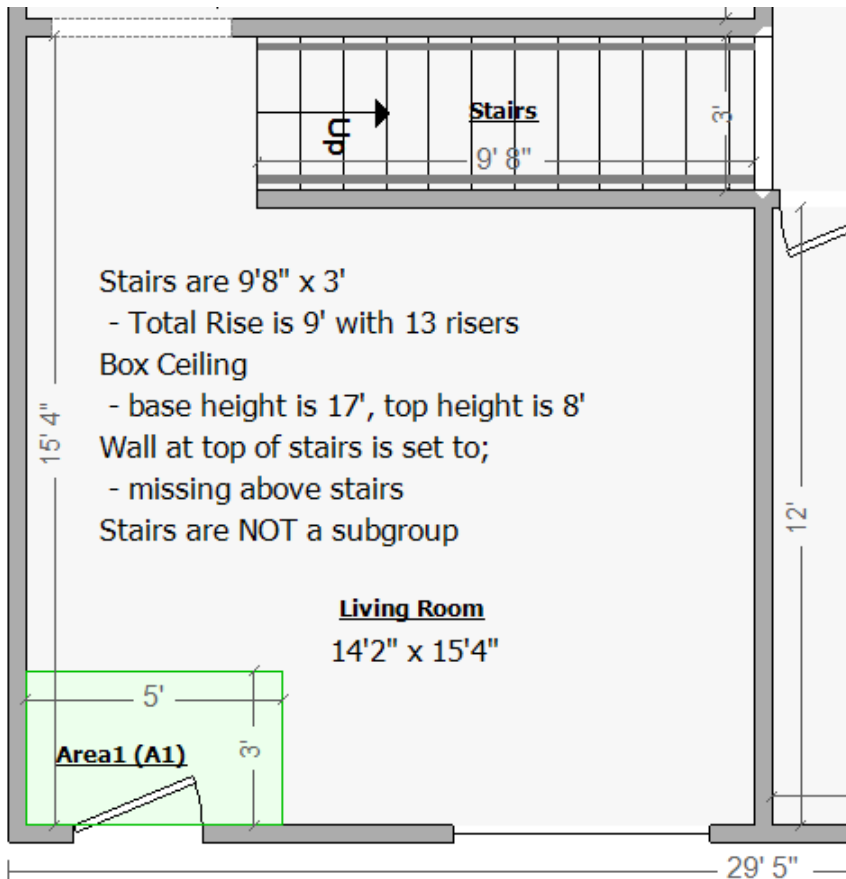 Stairs
3'
Up
9' 8"
Stairs are 9'8" x 3'
- Total Rise is 9' with 13 risers
Box Ceiling
- base height is 17', top height is 8'
15' 4"
Wall at top of stairs is set to;
- missing above stairs
12'
Stairs are NOT a subgroup
Living Room
14'2" x 15'4"
5'
3'
Area1 (A1)
29' 5"